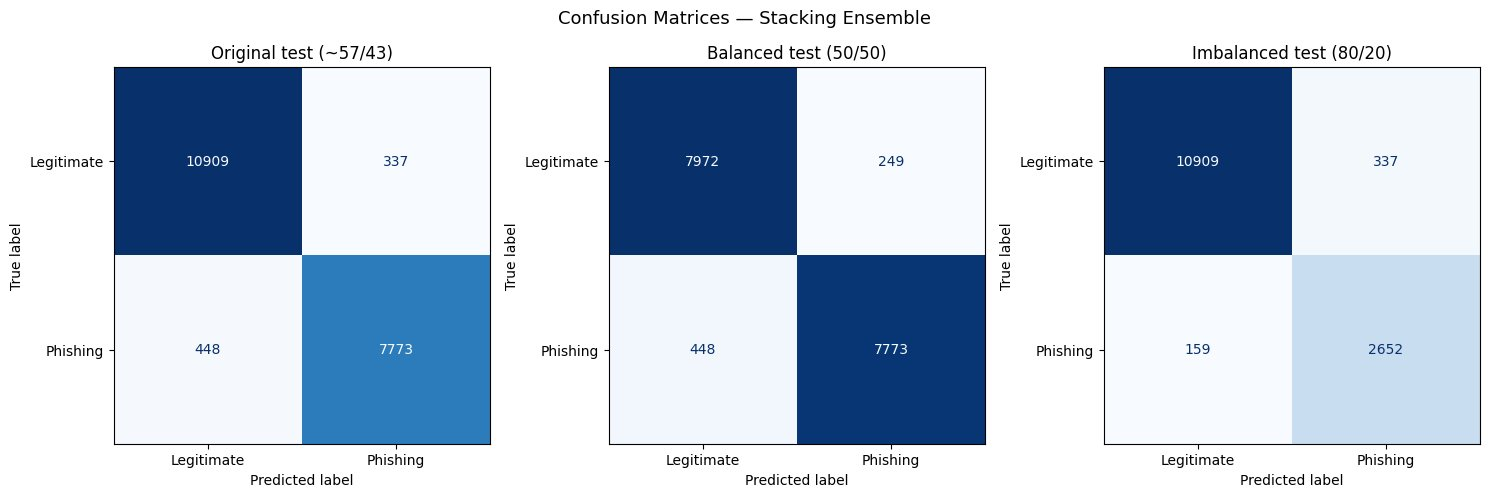 Confusion Matrices — Stacking Ensemble
Original test (~57/43)
True label
Legitimate
10909
337
Phishing
448
7773
Legitimate
Phishing
Predicted label
Balanced test (50/50)
True label
Legitimate
7972
249
Phishing
448
7773
Legitimate
Phishing
Predicted label
Imbalanced test (80/20)
True label
Legitimate
10909
337
Phishing
159
2652
Legitimate
Phishing
Predicted label